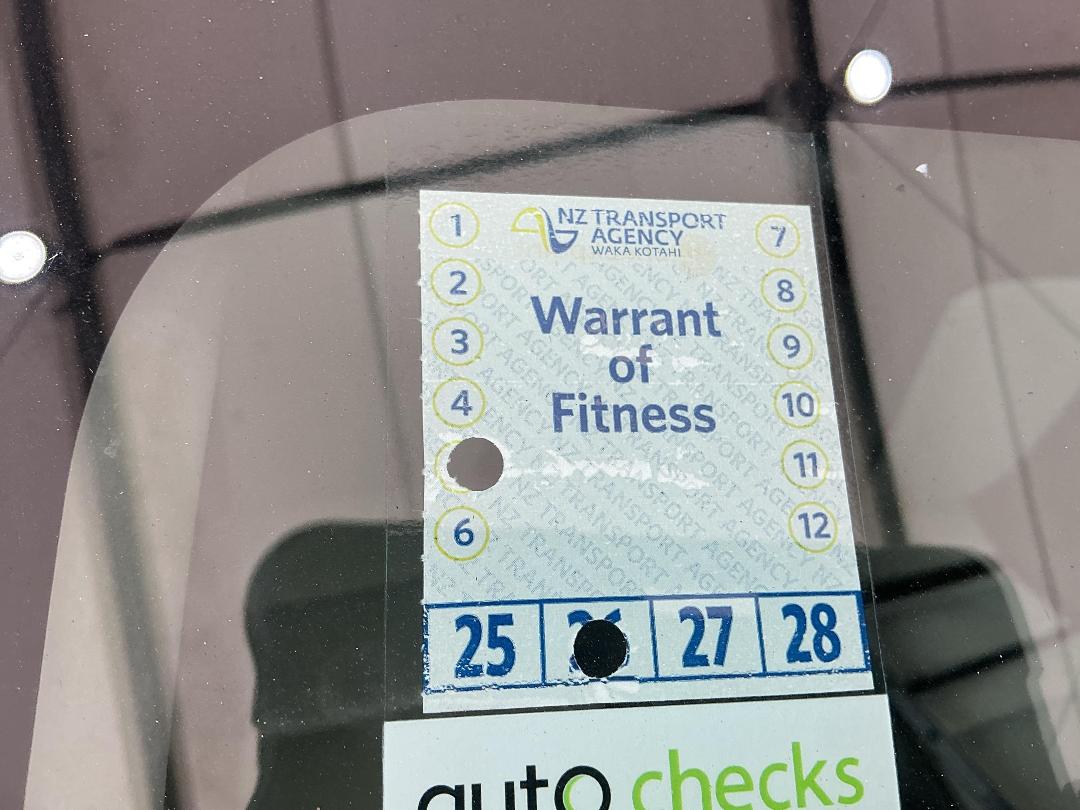 NZ TRANSPORT
AGENCY
WAKA KOTAHI
Warrant
of
Fitness
1
2
3
4
6
7
8
9
10
11
12
25 27 28
auto checks